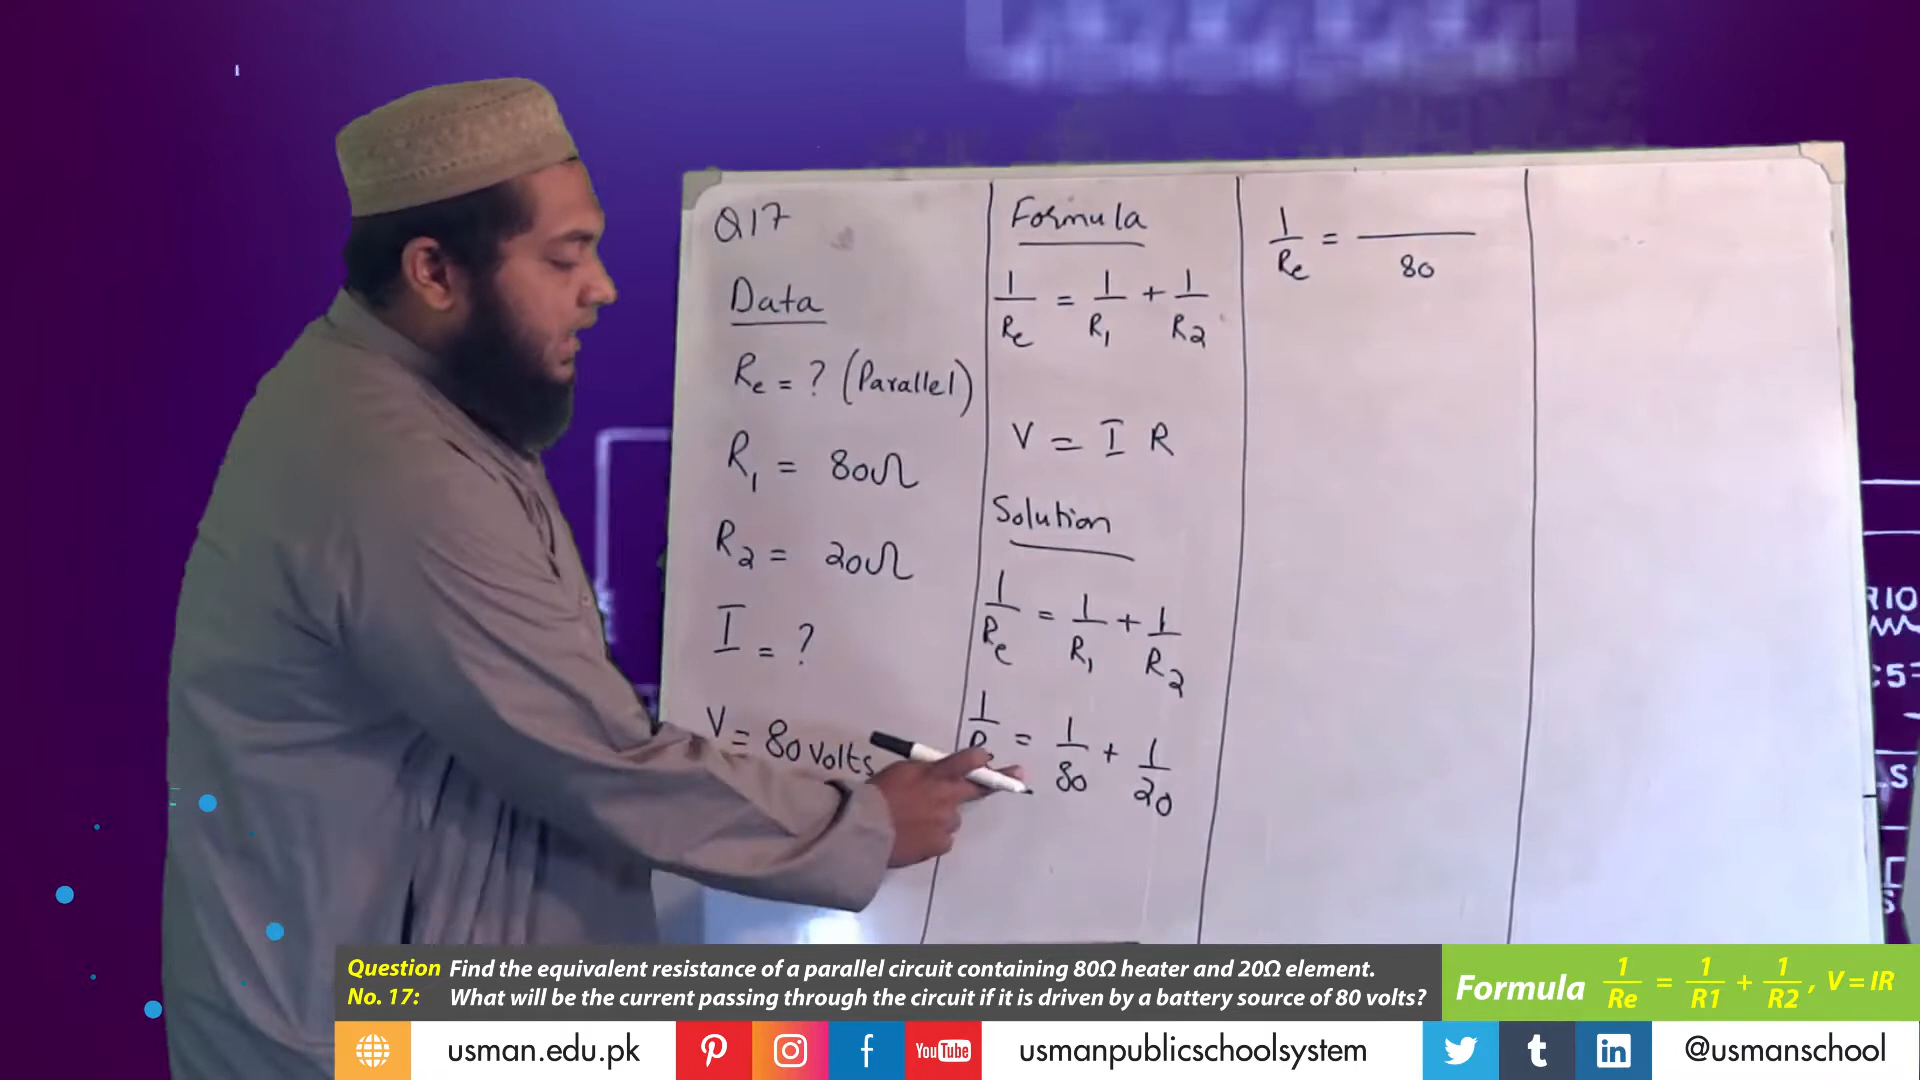 Q17
Data
Re = ? (Parallel)
R1 = 80Ω
R2 = 20Ω
I = ?
V = 80 volts
Formula
1/Re = 1/R1 + 1/R2
V = I R
Solution
1/Re = 1/R1 + 1/R2
1/ = 1/80 + 1/20
1/Re = /80
Question No. 17:
Find the equivalent resistance of a parallel circuit containing 80Ω heater and 20Ω element.
What will be the current passing through the circuit if it is driven by a battery source of 80 volts?
Formula 1/Re = 1/R1 + 1/R2 , V = IR
usman.edu.pk
You Tube
usmanpublicschoolsystem
@usmanschool